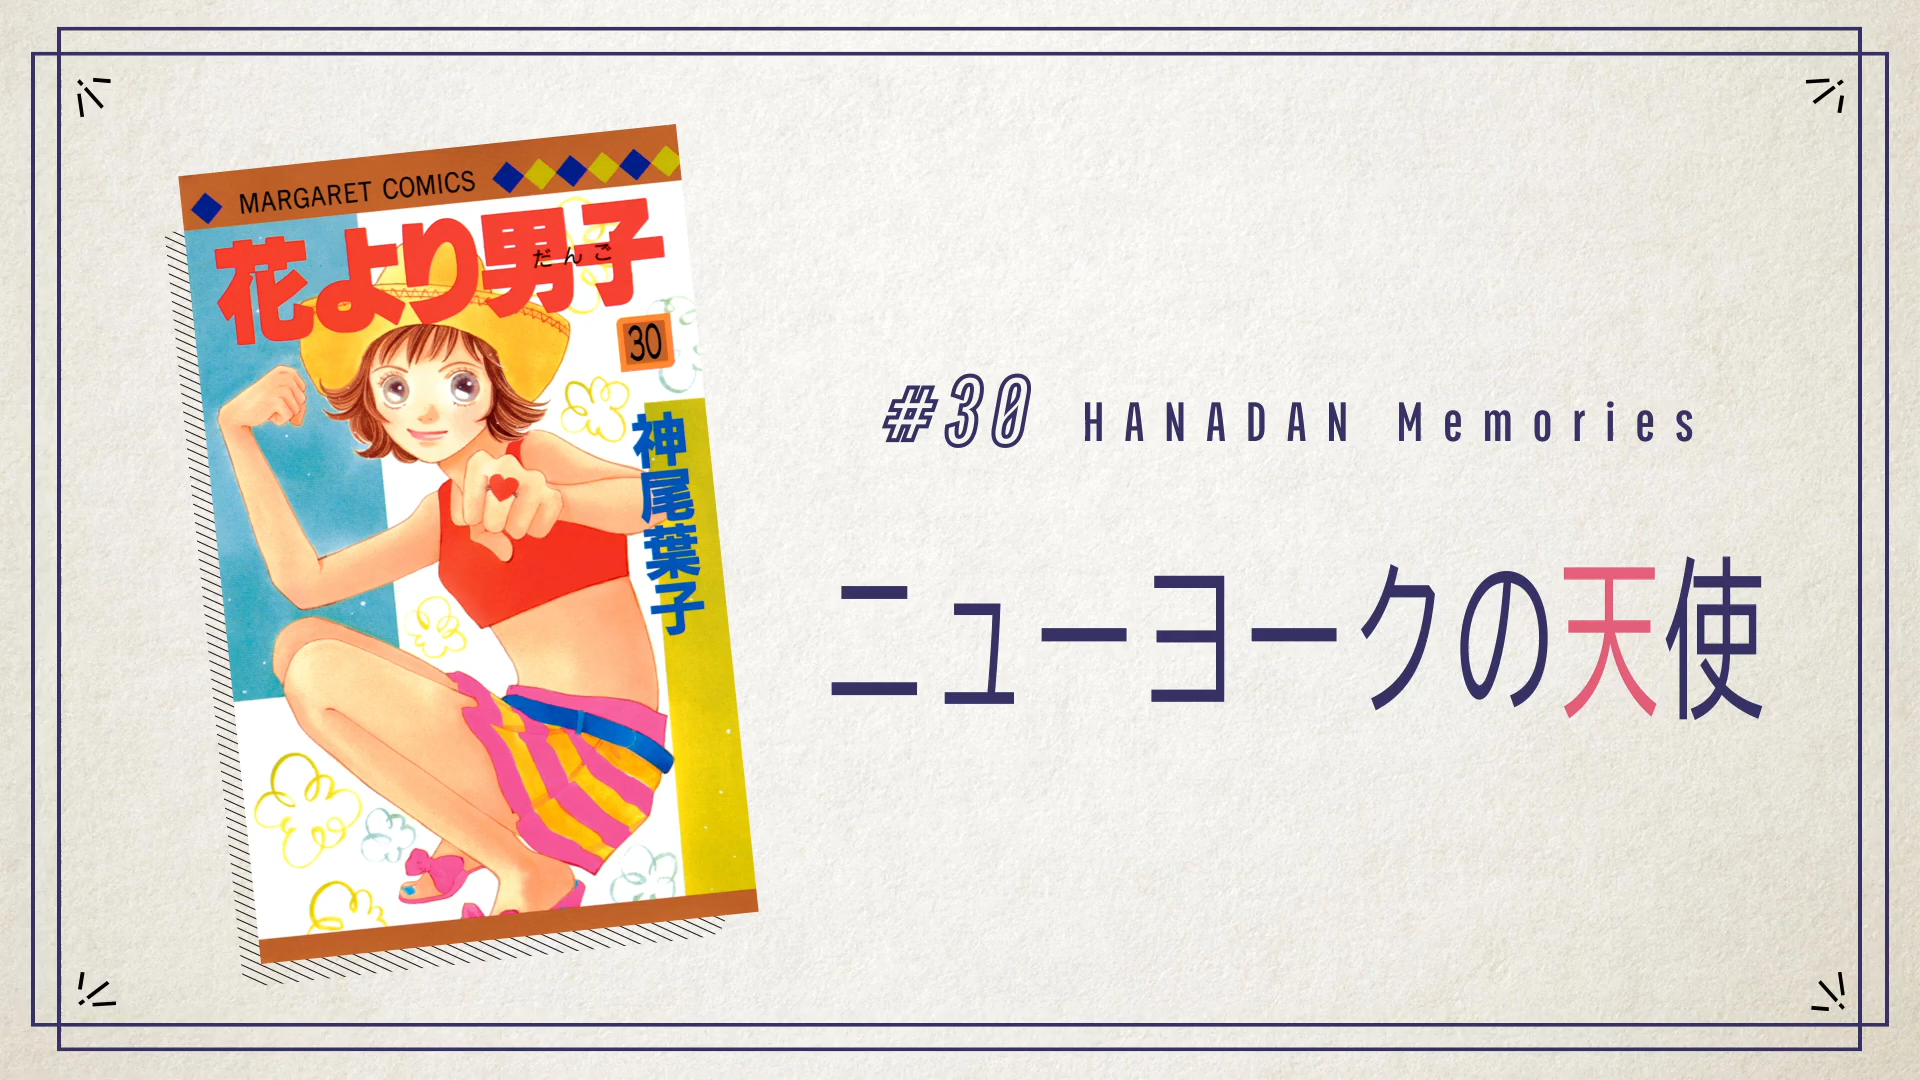 MARGARET COMICS
花より男子
だんご
30
神尾葉子
#30 HANADAN Memories
ニューヨークの天使